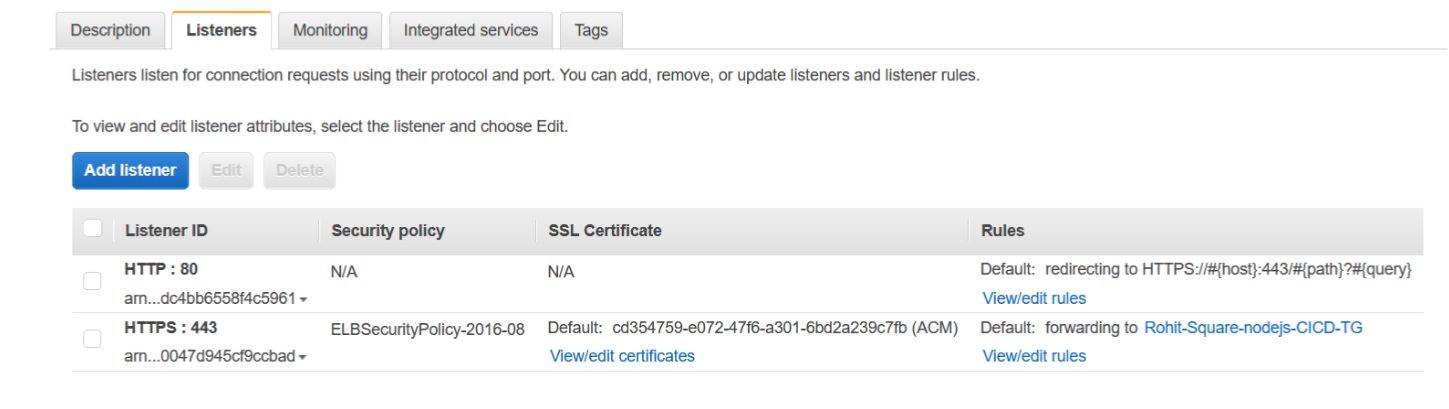 Description Listeners Monitoring Integrated services Tags
Listeners listen for connection requests using their protocol and port. You can add, remove, or update listeners and listener rules.
To view and edit listener attributes, select the listener and choose Edit.
Add listener Edit Delete
Listener ID Security policy SSL Certificate Rules
HTTP : 80 N/A N/A Default: redirecting to HTTPS://#{host}:443/#{path}?#{query}
arn...dc4bb6558f4c5961 View/edit rules
HTTPS : 443 ELBSecurityPolicy-2016-08 Default: cd354759-e072-47f6-a301-6bd2a239c7fb (ACM) Default: forwarding to Rohit-Square-nodejs-CICD-TG
arn...0047d945cf9ccbad View/edit certificates View/edit rules